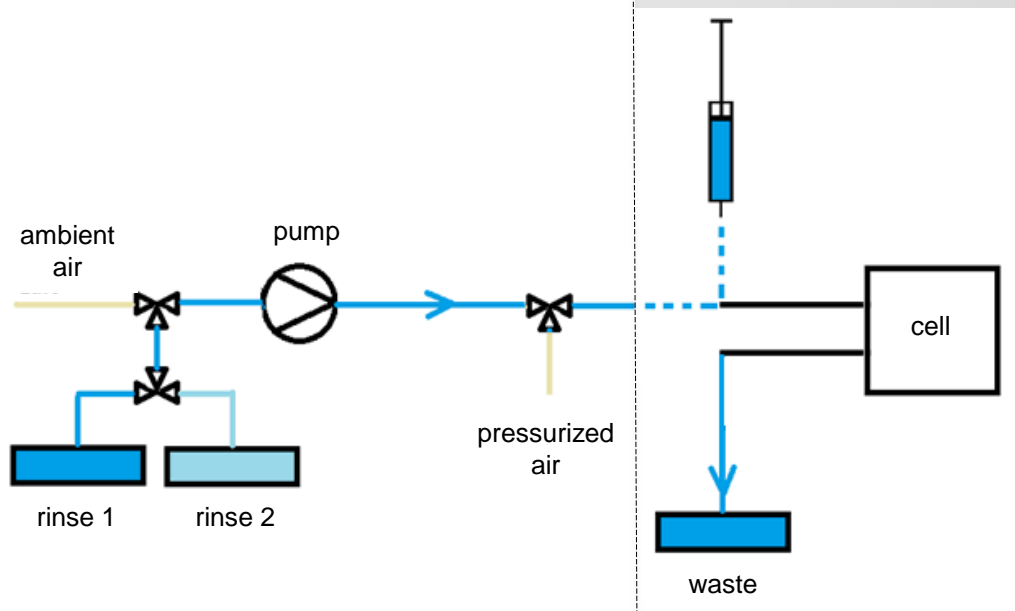 ambient
air
pump
cell
pressurized
air
rinse 1
rinse 2
waste